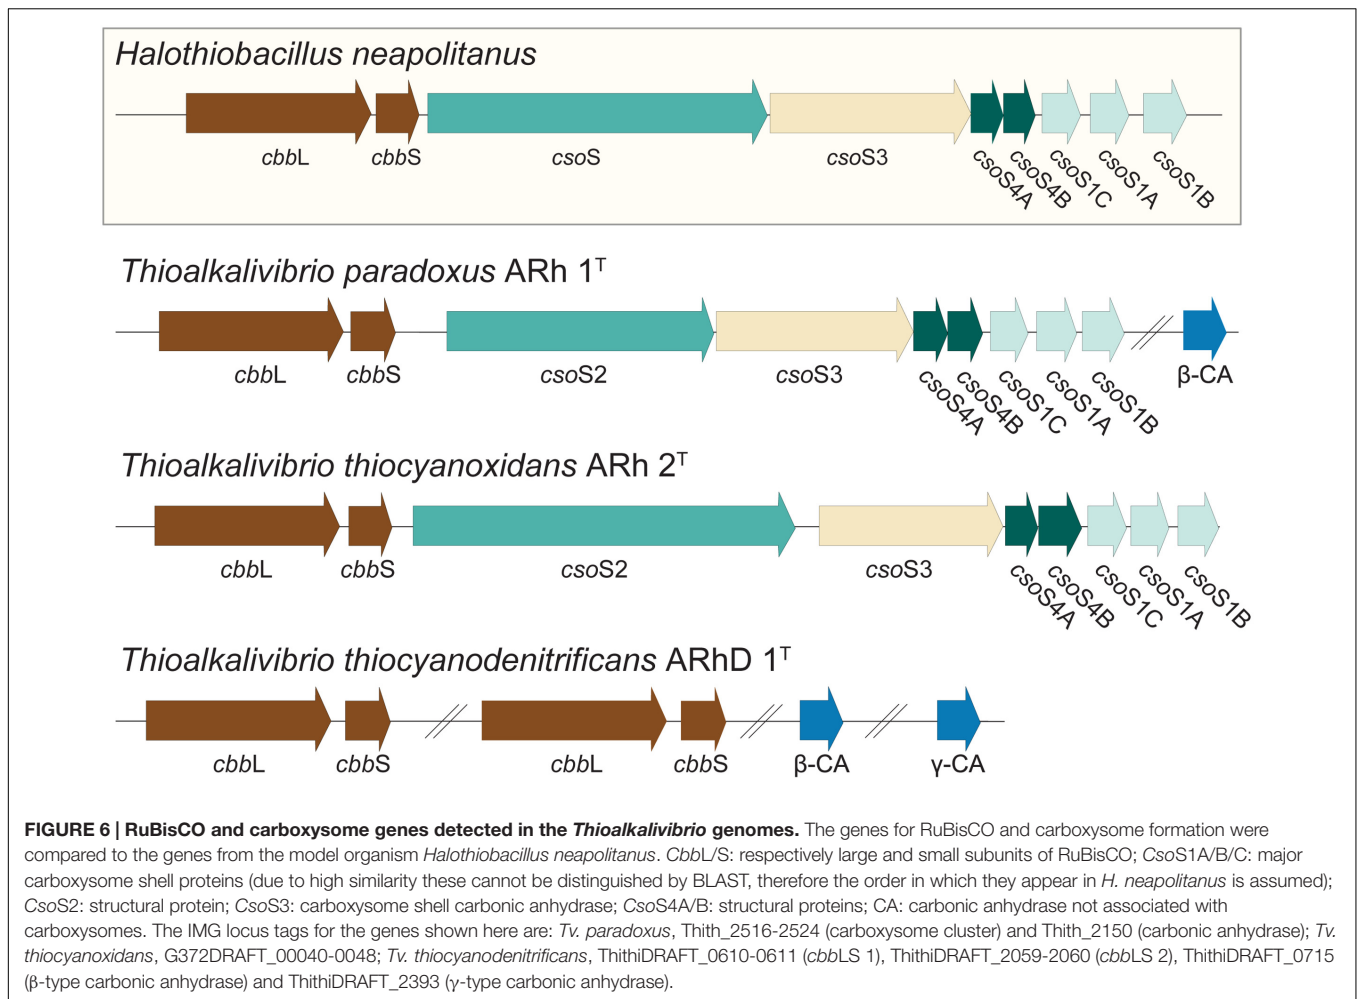 Halothiobacillus neapolitanus
cbbL cbbS csoS csoS3 csoS4A csoS4B csoS1C csoS1A csoS1B
Thioalkalivibrio paradoxus ARh 1ᵀ
cbbL cbbS csoS2 csoS3 csoS4A csoS4B csoS1C csoS1A csoS1B β-CA
Thioalkalivibrio thiocyanoxidans ARh 2ᵀ
cbbL cbbS csoS2 csoS3 csoS4A csoS4B csoS1C csoS1A csoS1B
Thioalkalivibrio thiocyanodenitrificans ARhD 1ᵀ
cbbL cbbS cbbL cbbS β-CA γ-CA
FIGURE 6 | RuBisCO and carboxysome genes detected in the Thioalkalivibrio genomes. The genes for RuBisCO and carboxysome formation were
compared to the genes from the model organism Halothiobacillus neapolitanus. CbbL/S: respectively large and small subunits of RuBisCO; CsoS1A/B/C: major
carboxysome shell proteins (due to high similarity these cannot be distinguished by BLAST, therefore the order in which they appear in H. neapolitanus is assumed);
CsoS2: structural protein; CsoS3: carboxysome shell carbonic anhydrase; CsoS4A/B: structural proteins; CA: carbonic anhydrase not associated with
carboxysomes. The IMG locus tags for the genes shown here are: Tv. paradoxus, Thith_2516-2524 (carboxysome cluster) and Thith_2150 (carbonic anhydrase); Tv.
thiocyanoxidans, G372DRAFT_00040-0048; Tv. thiocyanodenitrificans, ThithiDRAFT_0610-0611 (cbbLS 1), ThithiDRAFT_2059-2060 (cbbLS 2), ThithiDRAFT_0715
(β-type carbonic anhydrase) and ThithiDRAFT_2393 (γ-type carbonic anhydrase).